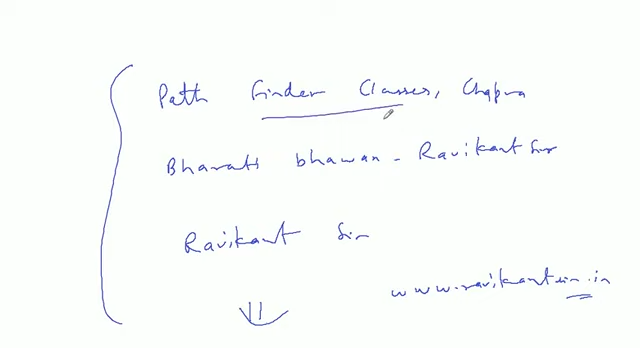 Path Finder Classes, Chapra
Bharati bhawan - Ravikant Sir
Ravikant Sir
www.ravikantsir.in